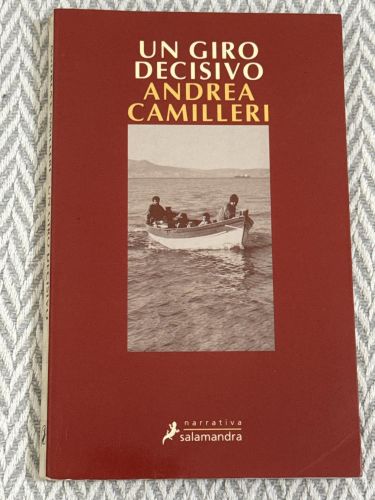 UN GIRO
DECISIVO
ANDREA
CAMILLERI
narrativa
salamandra